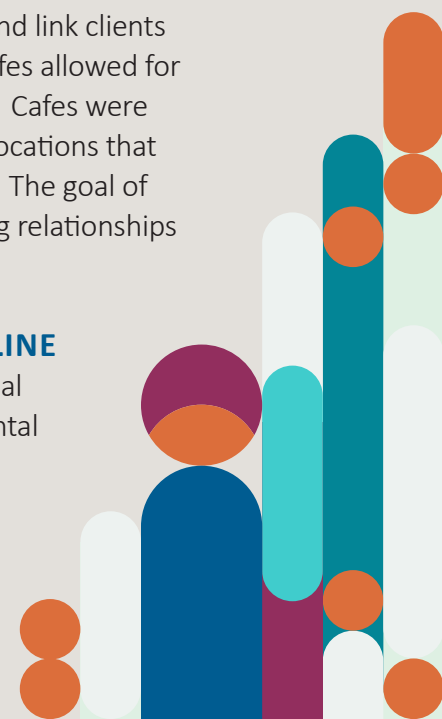 nd link clients
fes allowed for
Cafes were
ocations that
The goal of
g relationships
LINE
al
ntal